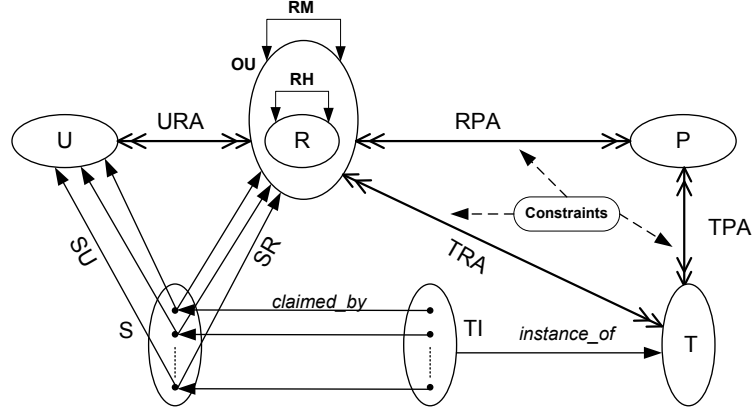 RM
OU
RH
U
URA
R
RPA
P
Constraints
TPA
SU
SR
TRA
claimed_by
S
TI
instance_of
T